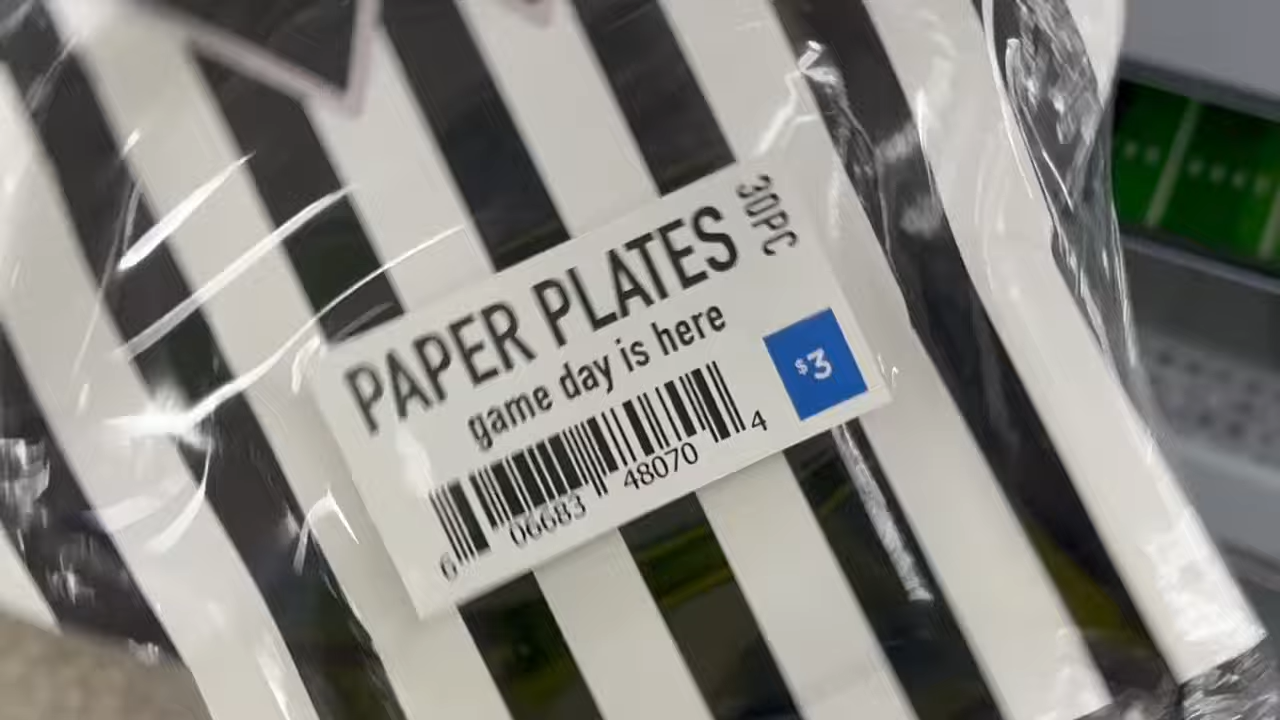 PAPER PLATES
30PC
game day is here
$3
6 06683 48070 4